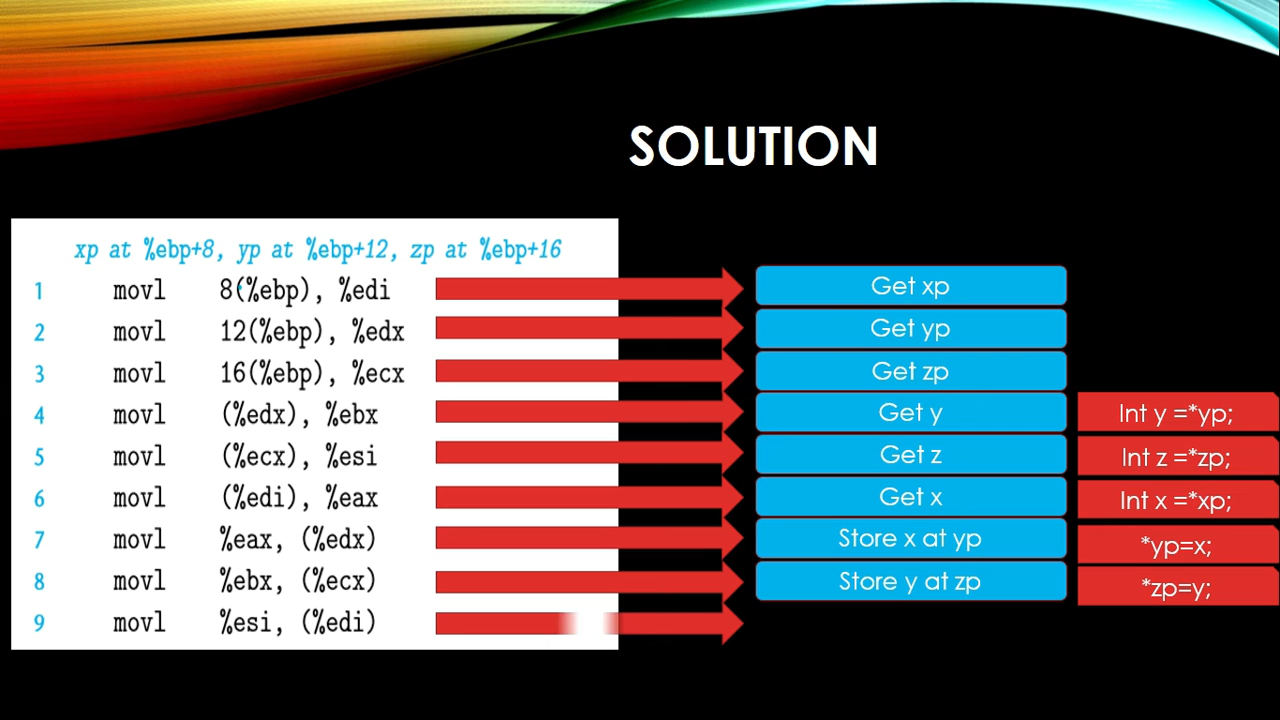 SOLUTION
xp at %ebp+8, yp at %ebp+12, zp at %ebp+16
1 movl 8(%ebp), %edi
Get xp
2 movl 12(%ebp), %edx
Get yp
3 movl 16(%ebp), %ecx
Get zp
4 movl (%edx), %ebx
Get y
Int y =*yp;
5 movl (%ecx), %esi
Get z
Int z =*zp;
6 movl (%edi), %eax
Get x
Int x =*xp;
7 movl %eax, (%edx)
Store x at yp
*yp=x;
8 movl %ebx, (%ecx)
Store y at zp
*zp=y;
9 movl %esi, (%edi)